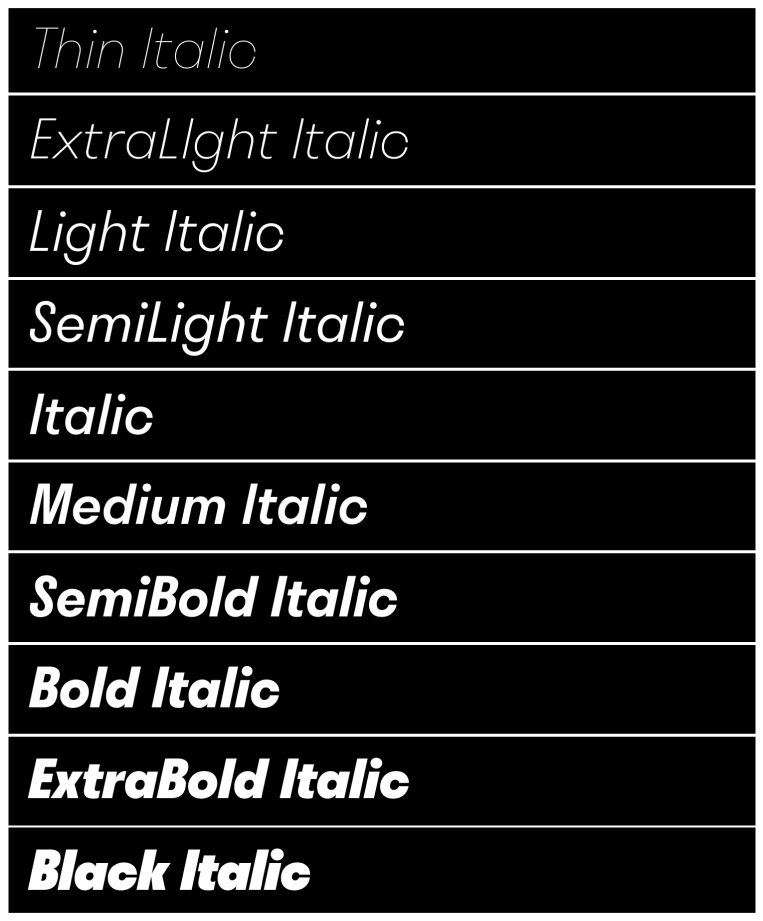 Thin Italic
ExtraLIght Italic
Light Italic
SemiLight Italic
Italic
Medium Italic
SemiBold Italic
Bold Italic
ExtraBold Italic
Black Italic